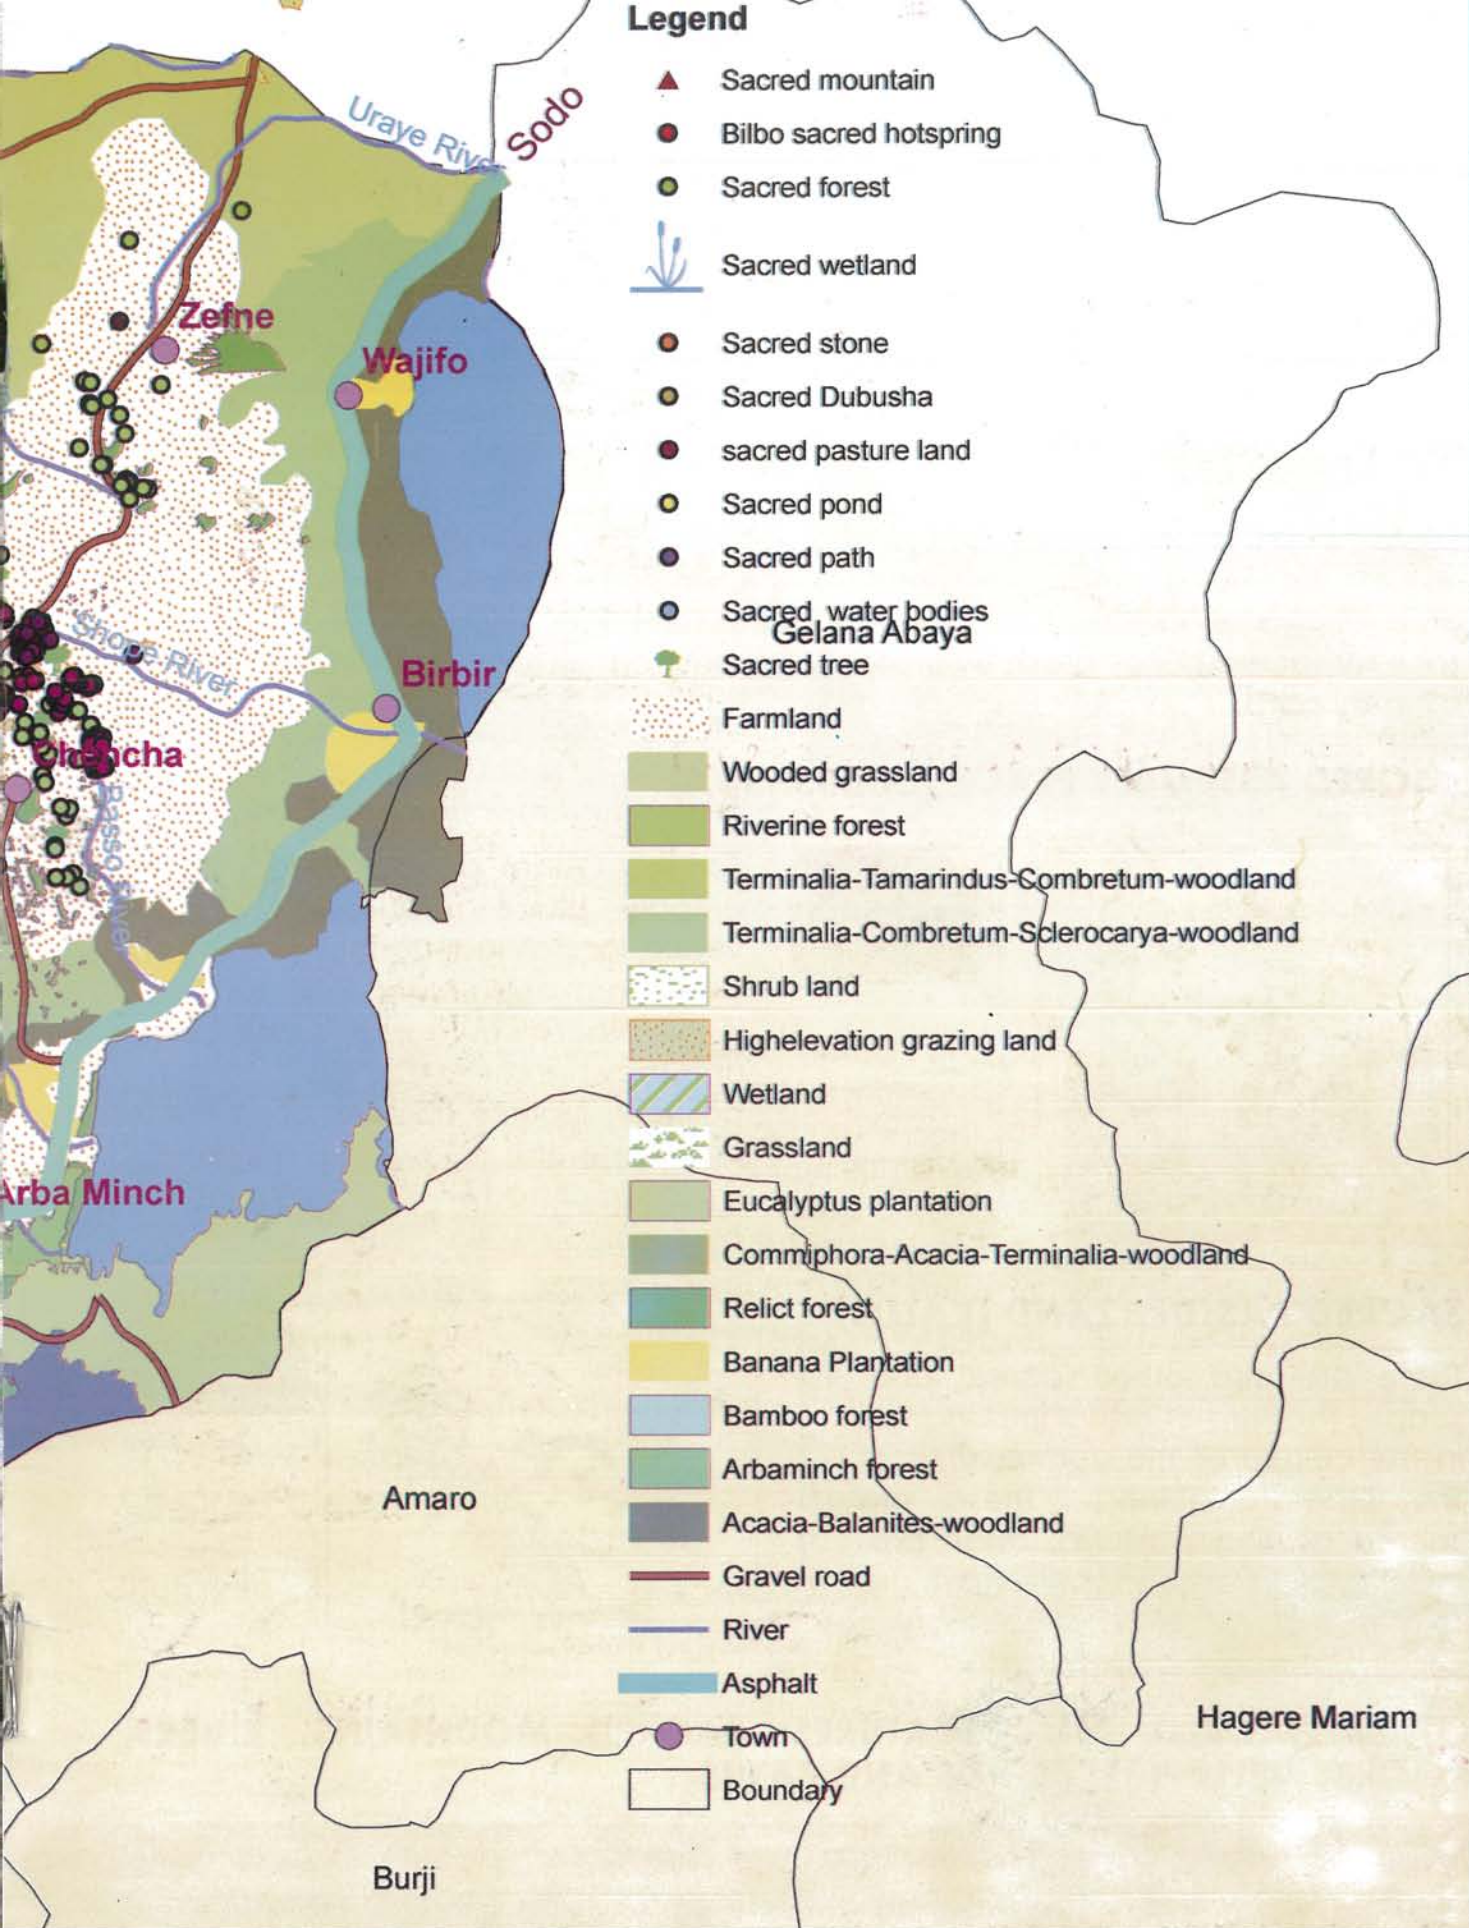 Legend
Sacred mountain
Bilbo sacred hotspring
Sacred forest
Sacred wetland
Sacred stone
Sacred Dubusha
sacred pasture land
Sacred pond
Sacred path
Sacred water bodies
Gelana Abaya
Sacred tree
Farmland
Wooded grassland
Riverine forest
Terminalia-Tamarindus-Combretum-woodland
Terminalia-Combretum-Sclerocarya-woodland
Shrub land
Highelevation grazing land
Wetland
Grassland
Eucalyptus plantation
Commiphora-Acacia-Terminalia-woodland
Relict forest
Banana Plantation
Bamboo forest
Arbaminch forest
Acacia-Balanites-woodland
Gravel road
River
Asphalt
Town
Boundary
Uraye River
Sodo
Zefne
Wajifo
Shope River
Birbir
Chencha
Basso River
Arba Minch
Amaro
Hagere Mariam
Burji